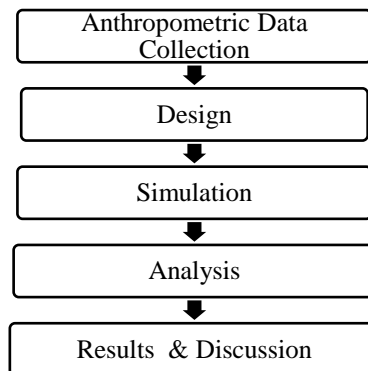 Anthropometric Data
Collection
Design
Simulation
Analysis
Results & Discussion